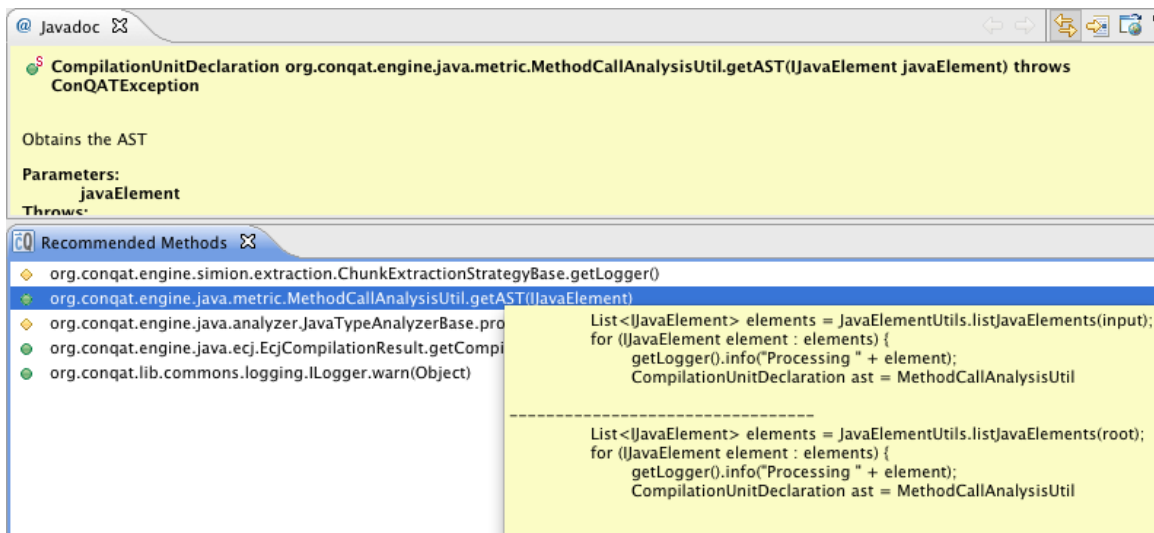 @ Javadoc
CompilationUnitDeclaration org.conqat.engine.java.metric.MethodCallAnalysisUtil.getAST(IJavaElement javaElement) throws
ConQATException
Obtains the AST
Parameters:
javaElement
Throws:
cQ Recommended Methods
org.conqat.engine.simion.extraction.ChunkExtractionStrategyBase.getLogger()
org.conqat.engine.java.metric.MethodCallAnalysisUtil.getAST(IJavaElement)
org.conqat.engine.java.analyzer.JavaTypeAnalyzerBase.pro
org.conqat.engine.java.ecj.EcjCompilationResult.getCompi
org.conqat.lib.commons.logging.ILogger.warn(Object)
List<IJavaElement> elements = JavaElementUtils.listJavaElements(input);
for (IJavaElement element : elements) {
getLogger().info("Processing " + element);
CompilationUnitDeclaration ast = MethodCallAnalysisUtil
---------------------------------
List<IJavaElement> elements = JavaElementUtils.listJavaElements(root);
for (IJavaElement element : elements) {
getLogger().info("Processing " + element);
CompilationUnitDeclaration ast = MethodCallAnalysisUtil